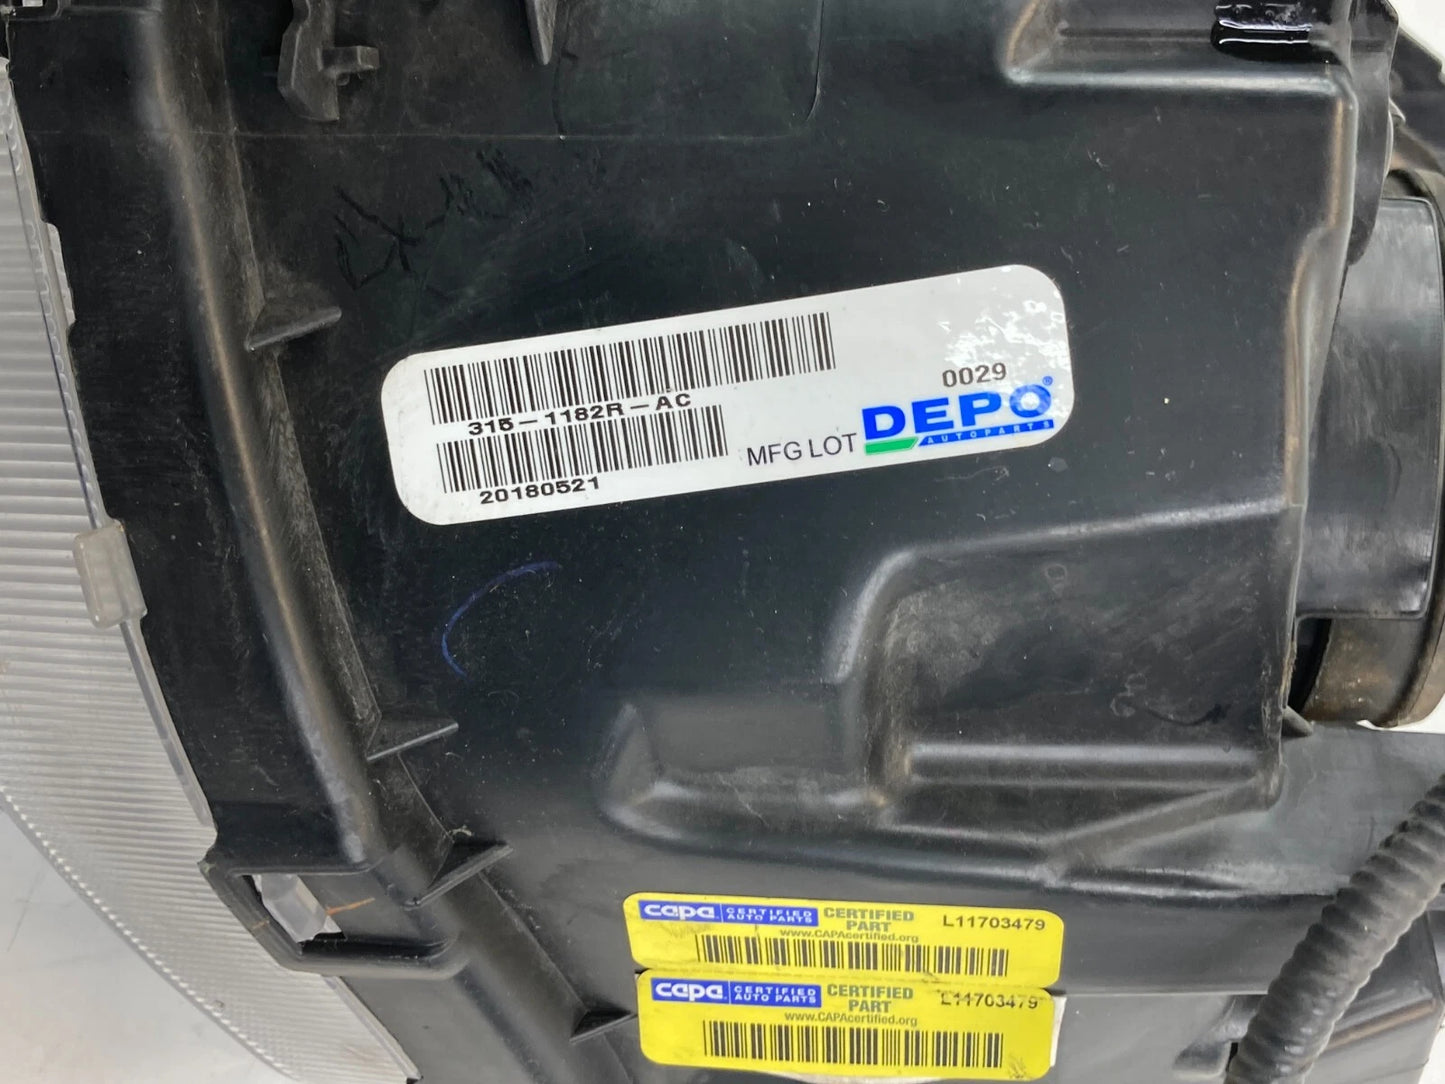 0029
315-1182R-AC
DEPO®
AUTOPARTS
MFG LOT
20180521
capa CERTIFIED AUTO PARTS
CERTIFIED PART
L11703479
www.CAPAcertified.org
capa CERTIFIED AUTO PARTS
CERTIFIED PART
L11703479
www.CAPAcertified.org